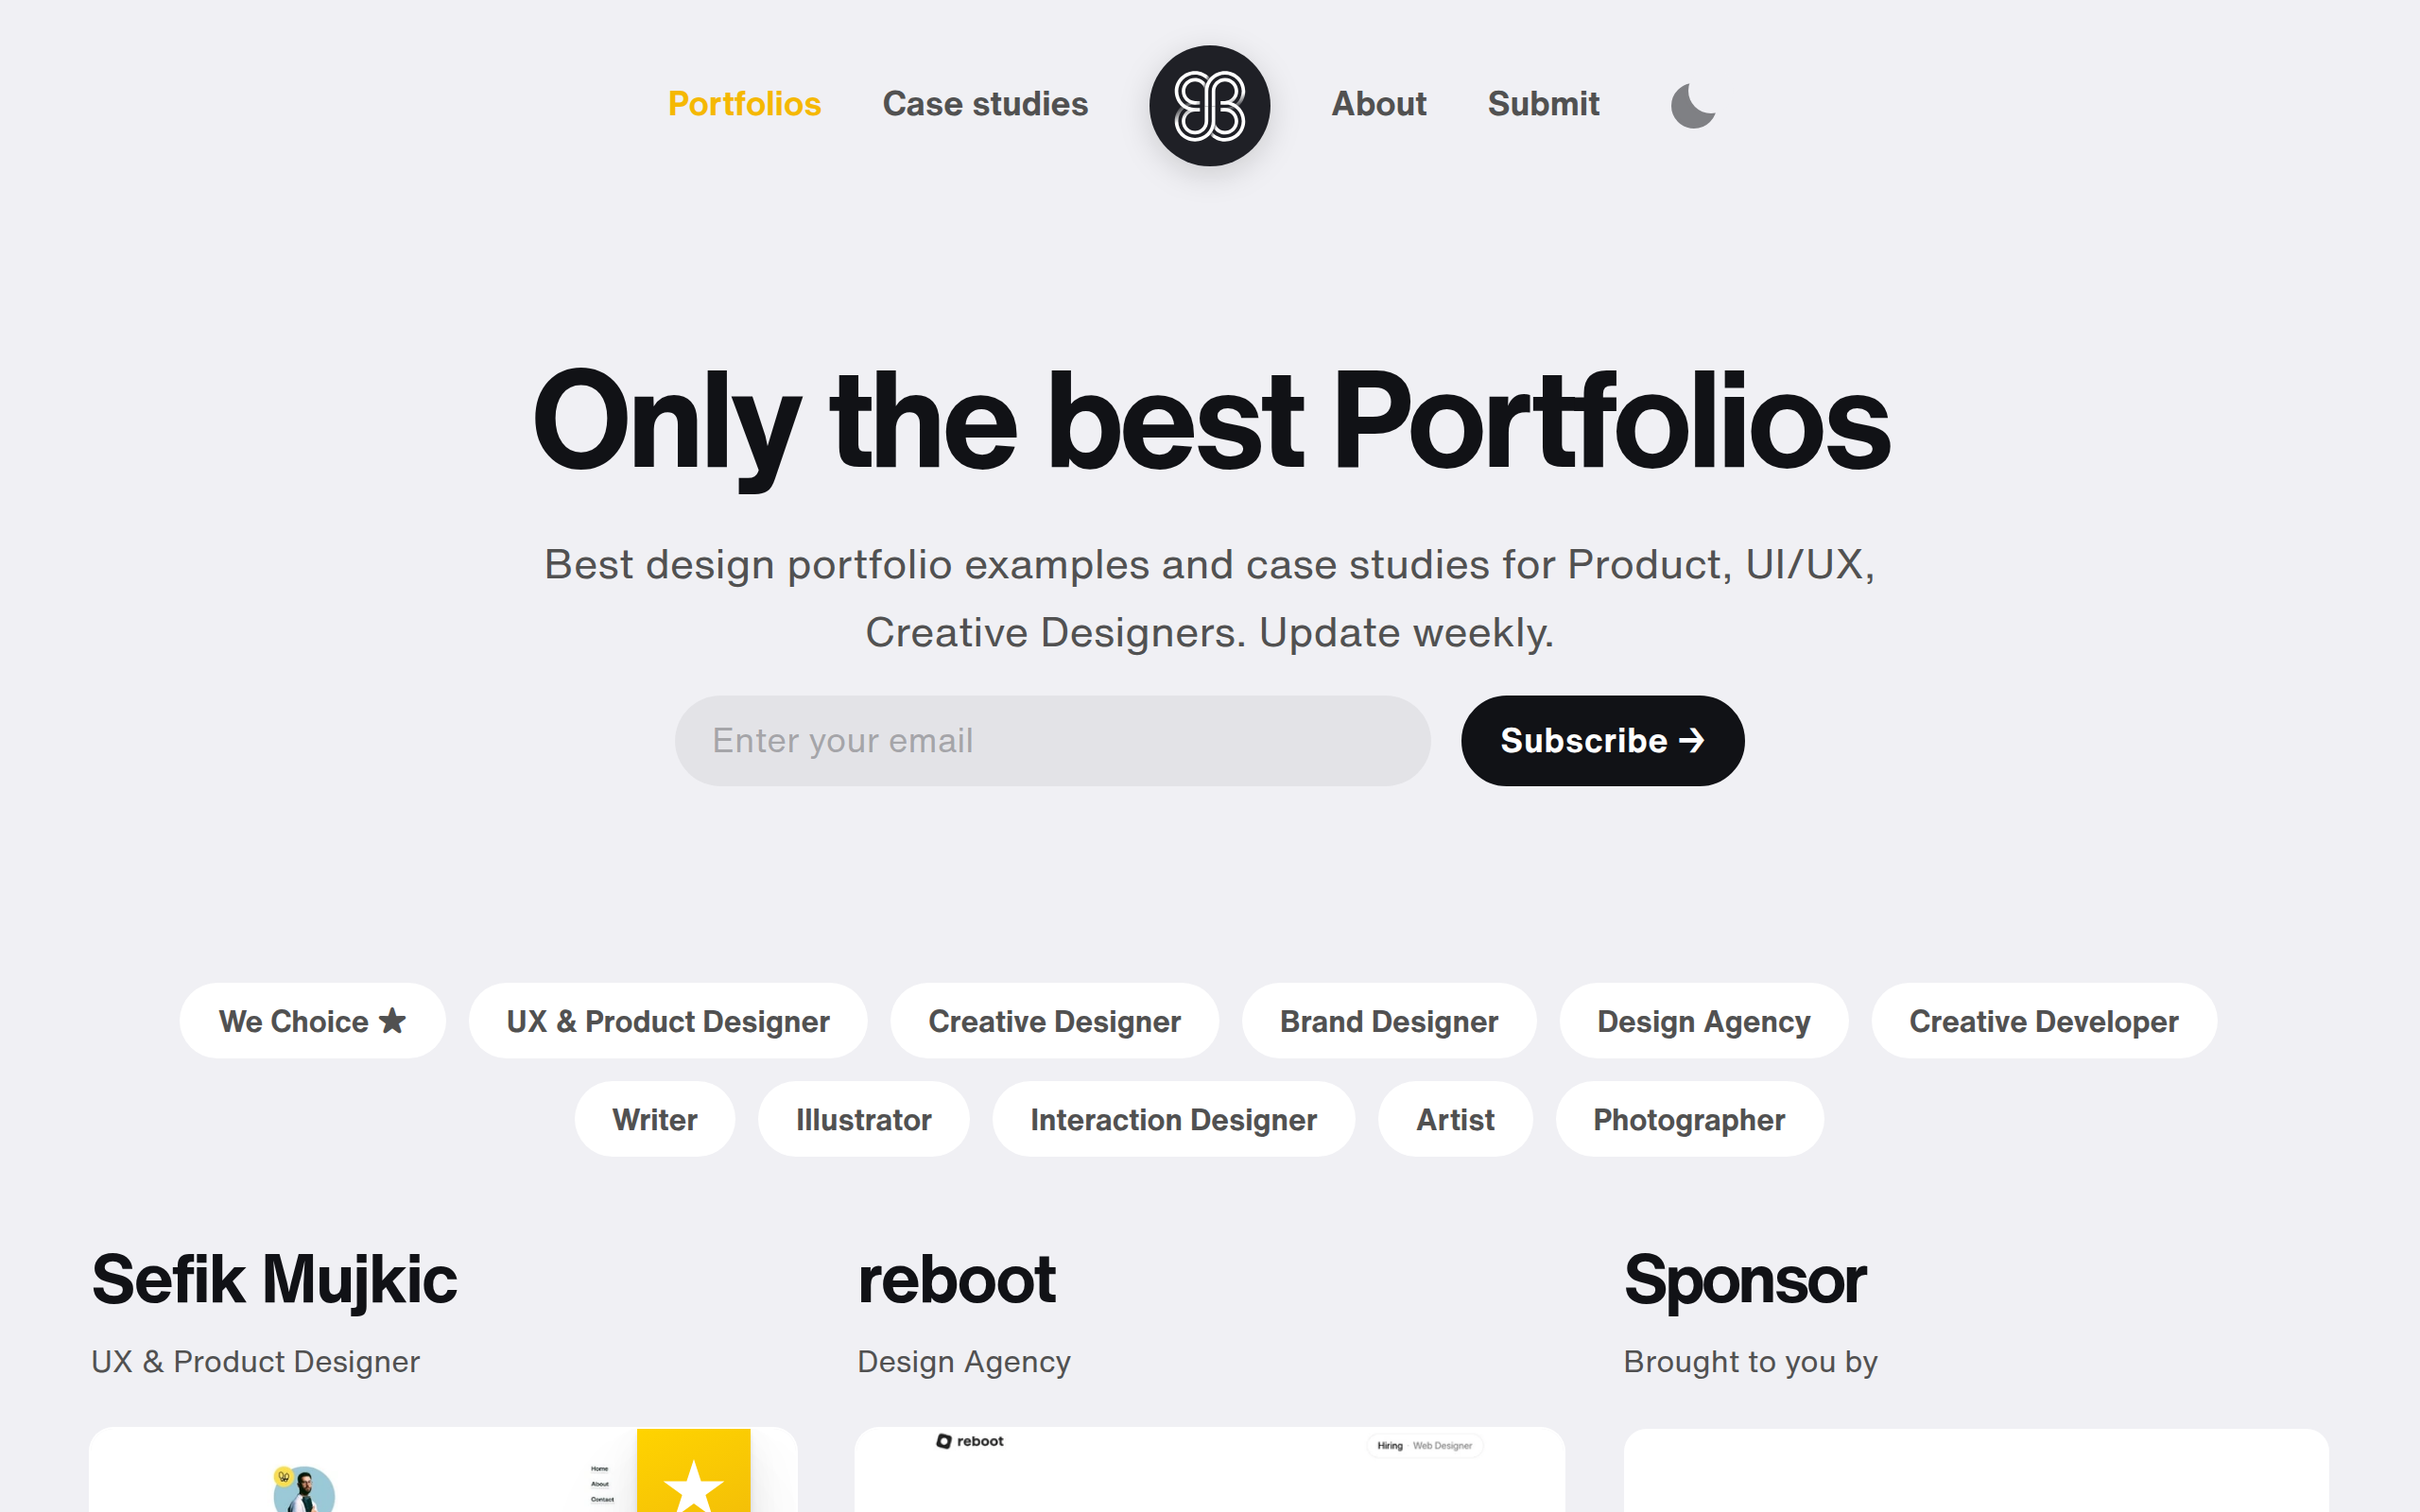 Portfolios Case studies About Submit
Only the best Portfolios
Best design portfolio examples and case studies for Product, UI/UX,
Creative Designers. Update weekly.
Enter your email Subscribe →
We Choice ★ UX & Product Designer Creative Designer Brand Designer Design Agency Creative Developer
Writer Illustrator Interaction Designer Artist Photographer
Sefik Mujkic
UX & Product Designer
Home
About
Contact
reboot
Design Agency
reboot
Hiring · Web Designer
Sponsor
Brought to you by